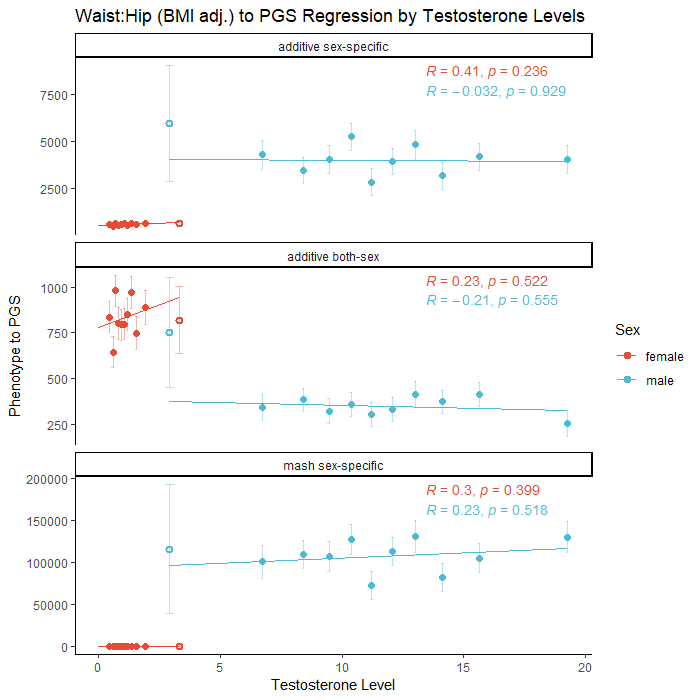 Waist:Hip (BMI adj.) to PGS Regression by Testosterone Levels
additive sex-specific
R = 0.41, p = 0.236
R = −0.032, p = 0.929
7500
5000
2500
additive both-sex
R = 0.23, p = 0.522
R = −0.21, p = 0.555
1000
750
500
250
Phenotype to PGS
Sex
female
male
mash sex-specific
R = 0.3, p = 0.399
R = 0.23, p = 0.518
200000
150000
100000
50000
0
0 5 10 15 20
Testosterone Level